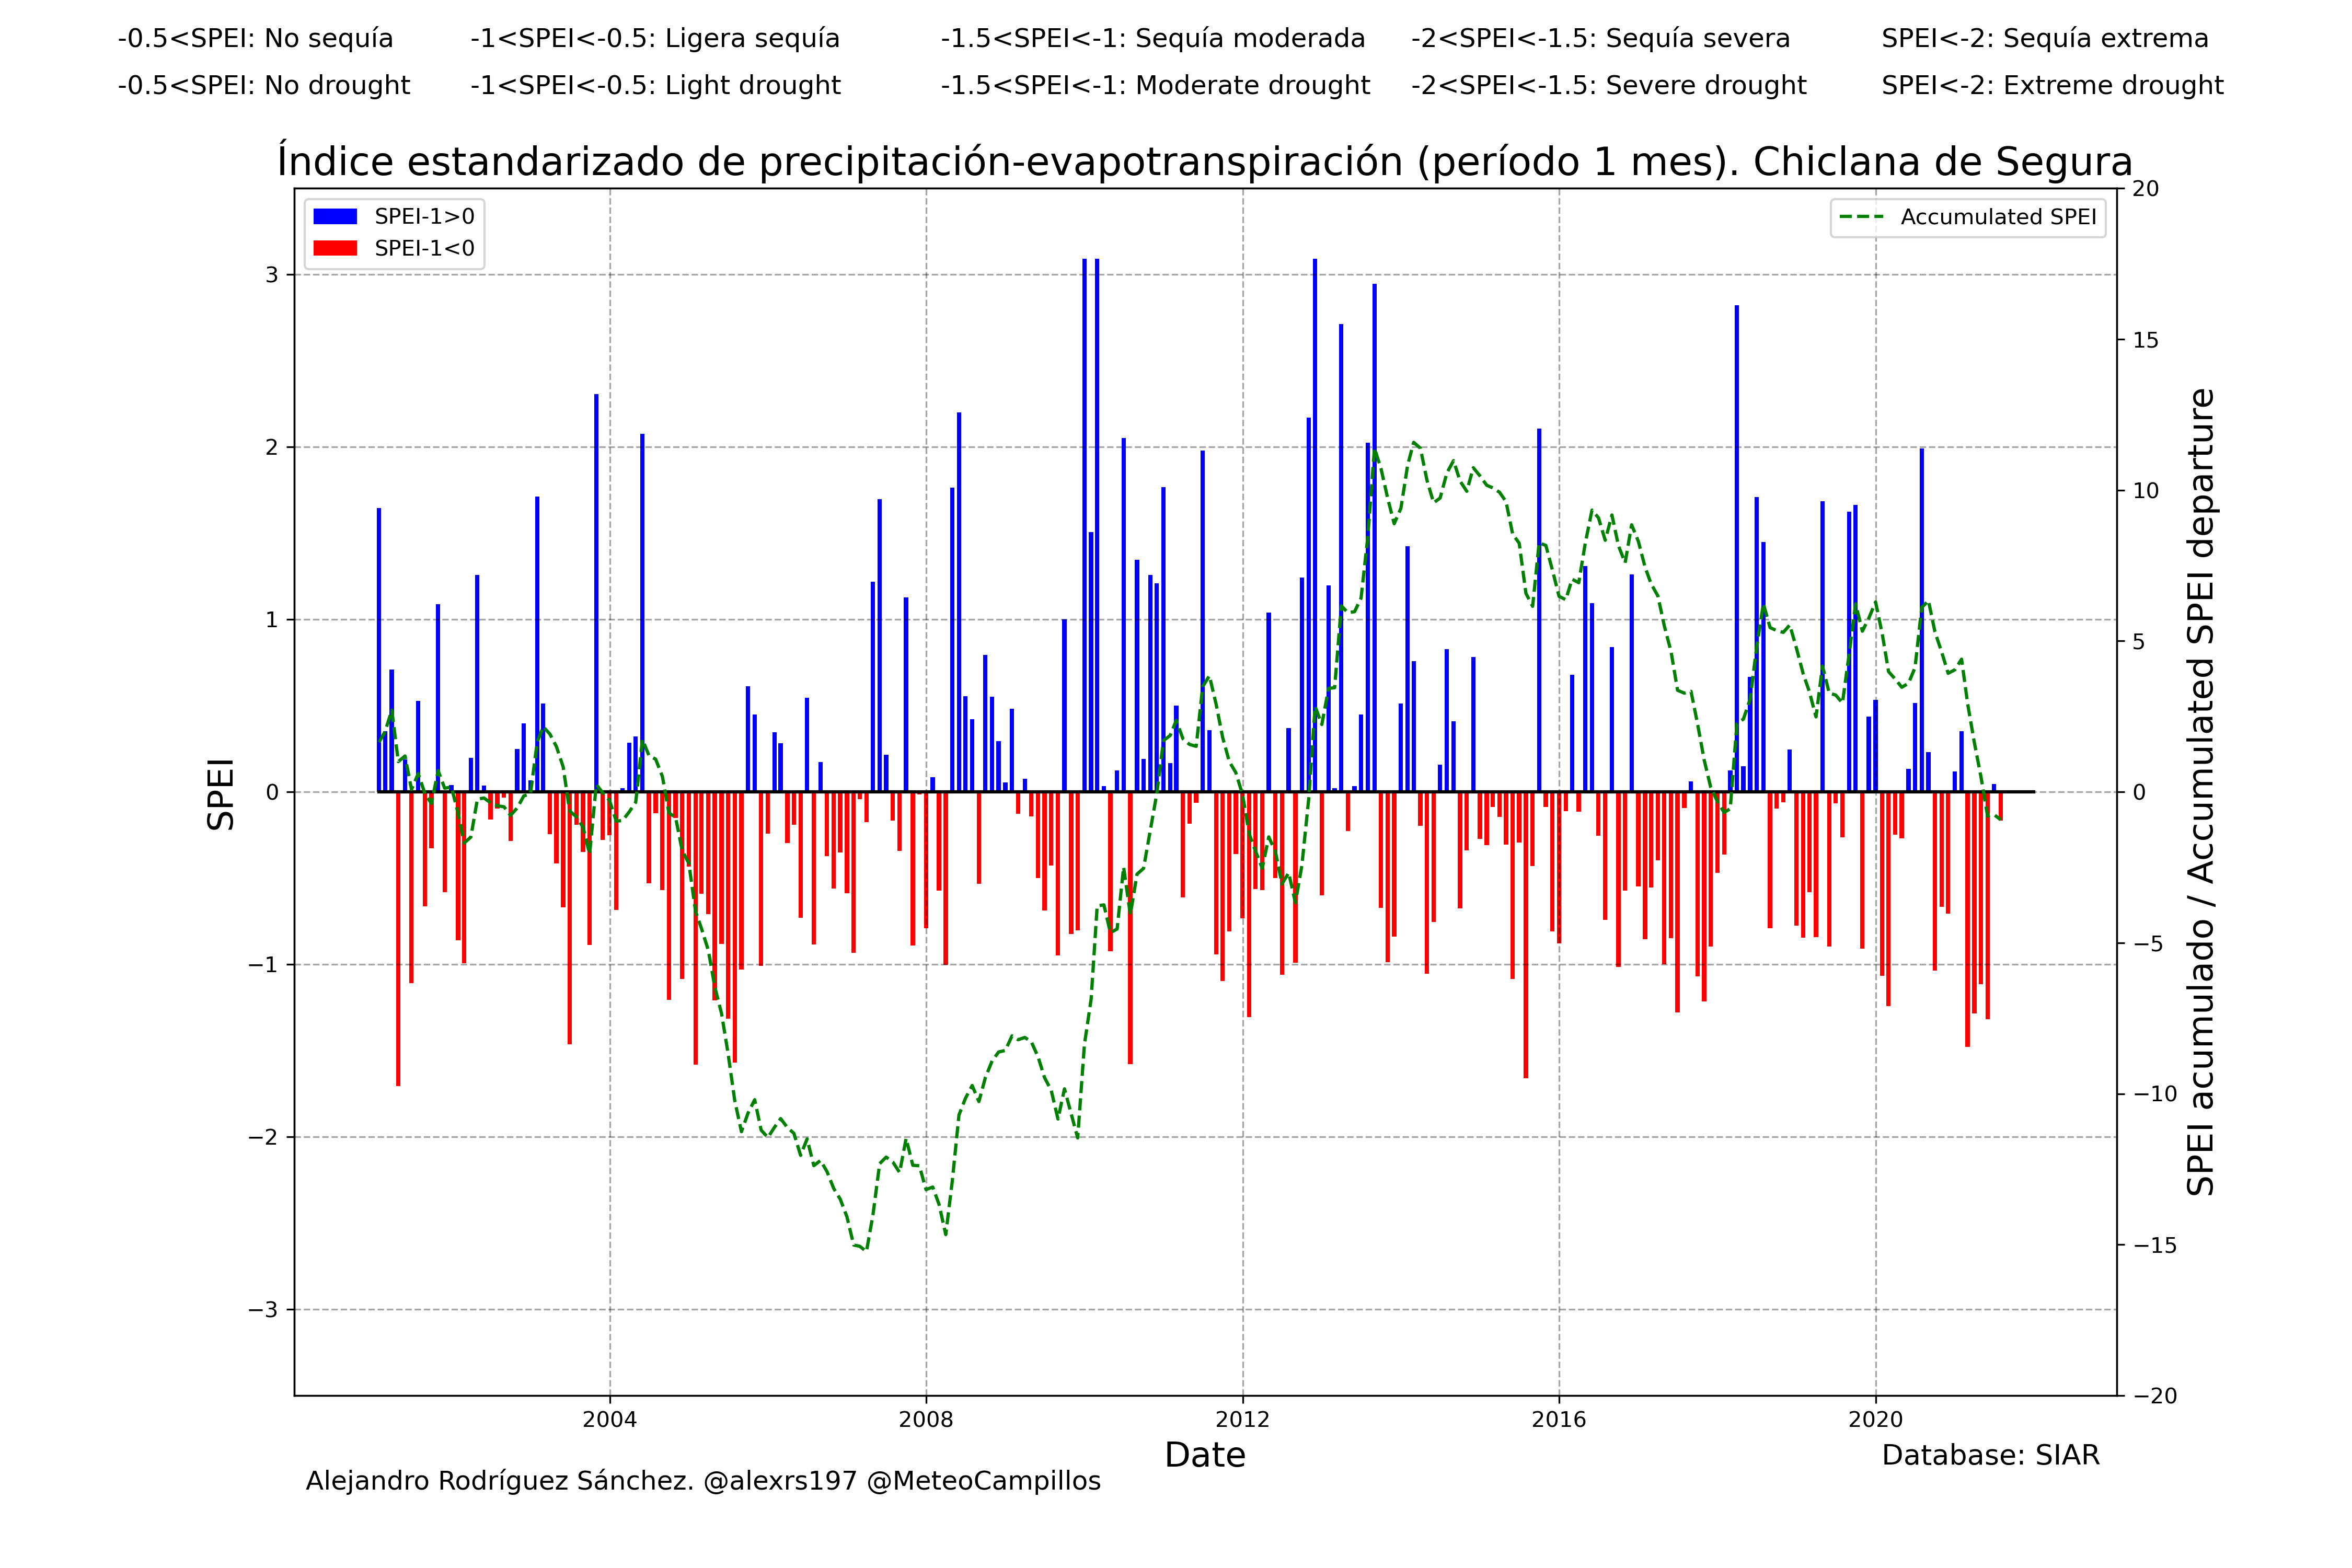 -0.5<SPEI: No sequía -1<SPEI<-0.5: Ligera sequía -1.5<SPEI<-1: Sequía moderada -2<SPEI<-1.5: Sequía severa SPEI<-2: Sequía extrema
-0.5<SPEI: No drought -1<SPEI<-0.5: Light drought -1.5<SPEI<-1: Moderate drought -2<SPEI<-1.5: Severe drought SPEI<-2: Extreme drought
Índice estandarizado de precipitación-evapotranspiración (período 1 mes). Chiclana de Segura
SPEI-1>0
SPEI-1<0
Accumulated SPEI
SPEI
3
2
1
0
−1
−2
−3
20
15
10
5
0
−5
−10
−15
−20
SPEI acumulado / Accumulated SPEI departure
2004 2008 2012 2016 2020
Date
Database: SIAR
Alejandro Rodríguez Sánchez. @alexrs197 @MeteoCampillos